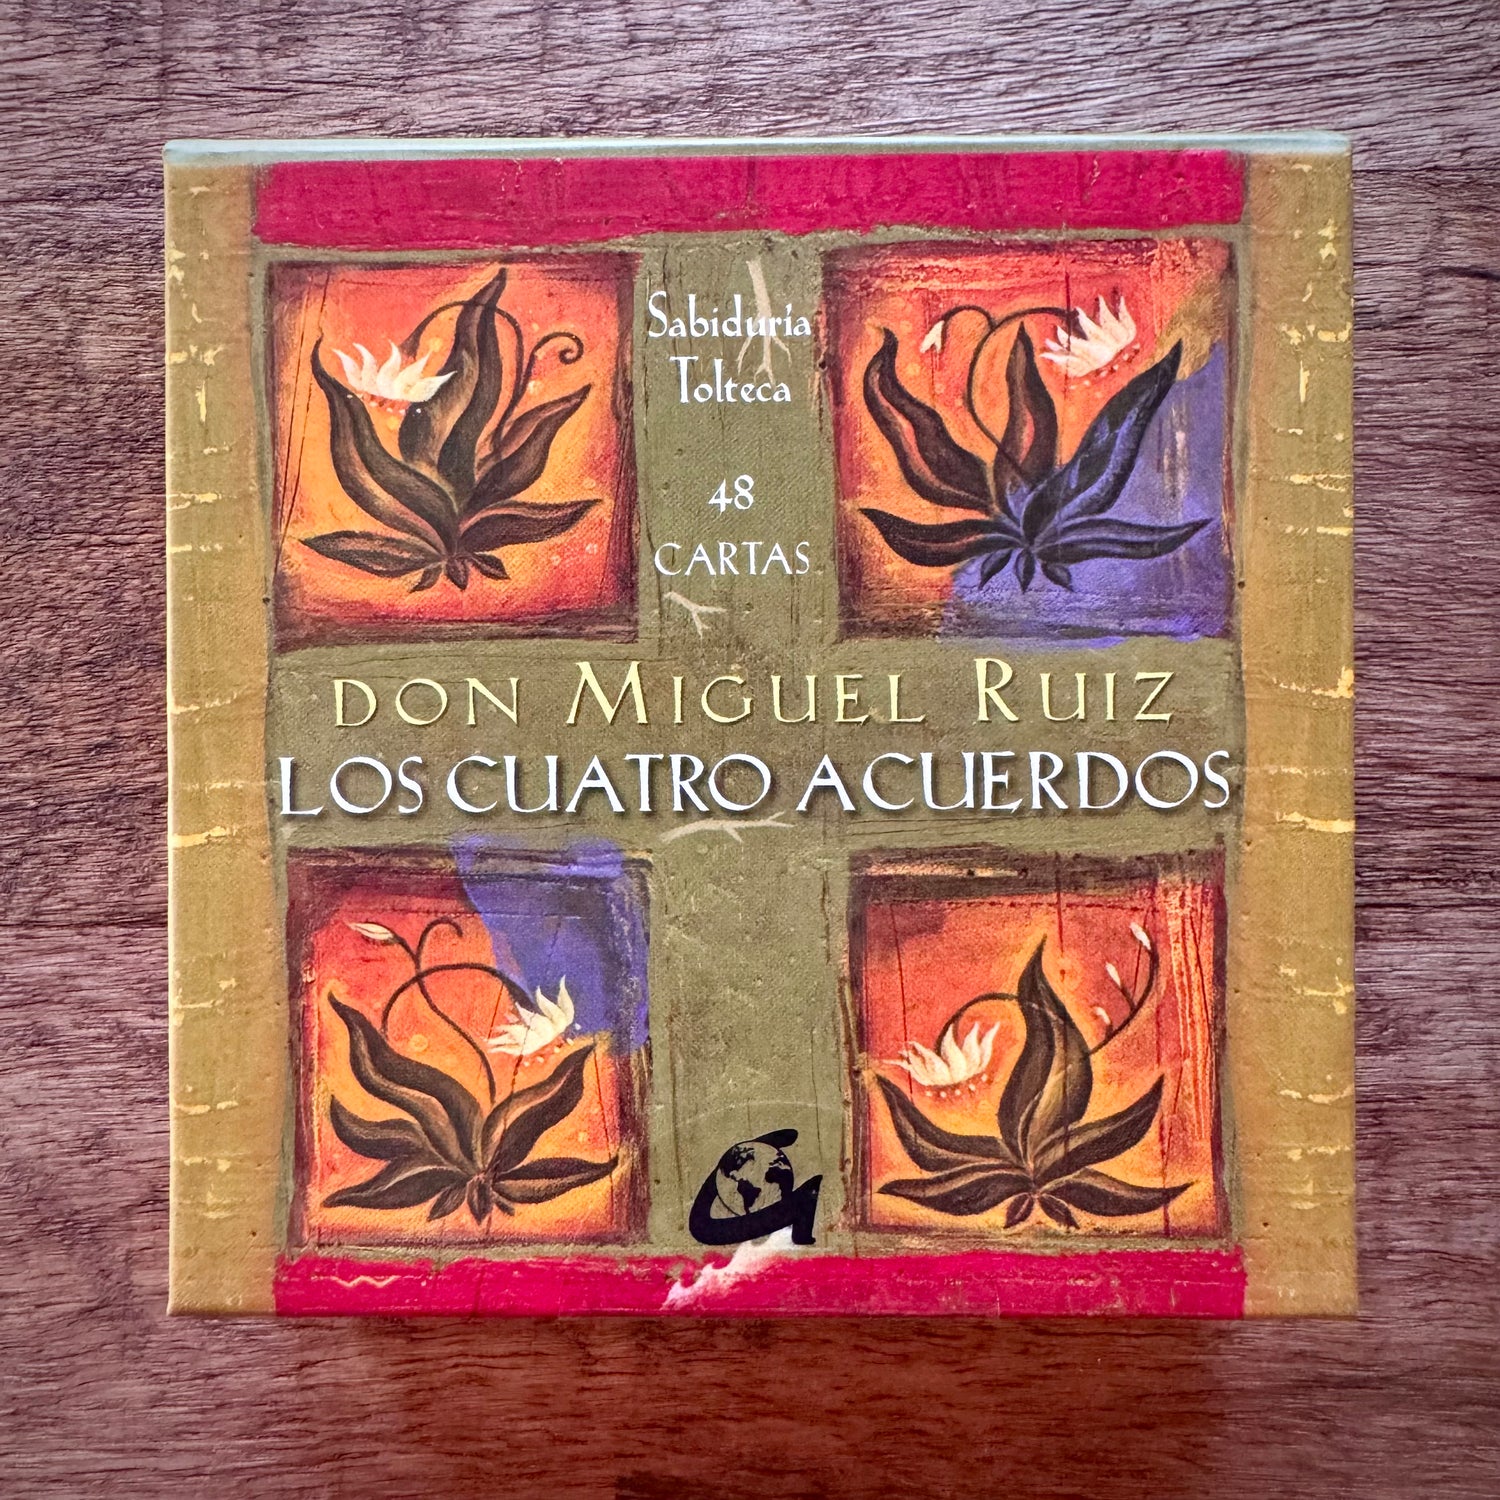 Sabiduría
Tolteca
48
CARTAS
DON MIGUEL RUIZ
LOS CUATRO ACUERDOS